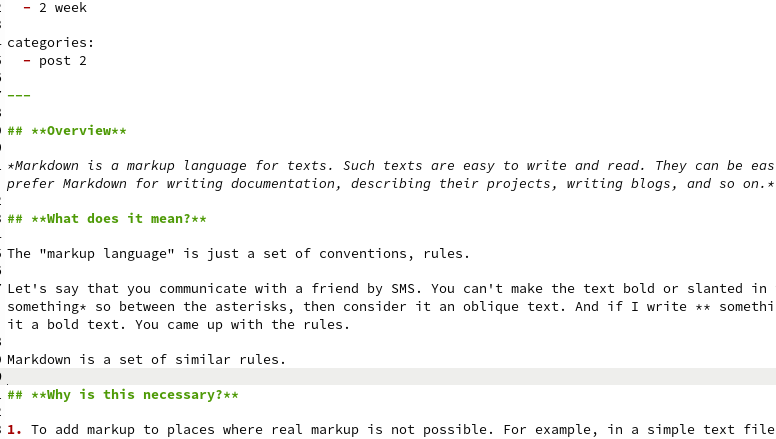 - 2 week
categories:
- post 2
---
## **Overview**
*Markdown is a markup language for texts. Such texts are easy to write and read. They can be
prefer Markdown for writing documentation, describing their projects, writing blogs, and so on.*
## **What does it mean?**
The "markup language" is just a set of conventions, rules.
Let's say that you communicate with a friend by SMS. You can't make the text bold or slanted in
something* so between the asterisks, then consider it an oblique text. And if I write **
it a bold text. You came up with the rules.
Markdown is a set of similar rules.
## **Why is this necessary?**
1. To add markup to places where real markup is not possible. For example, in a simple text file